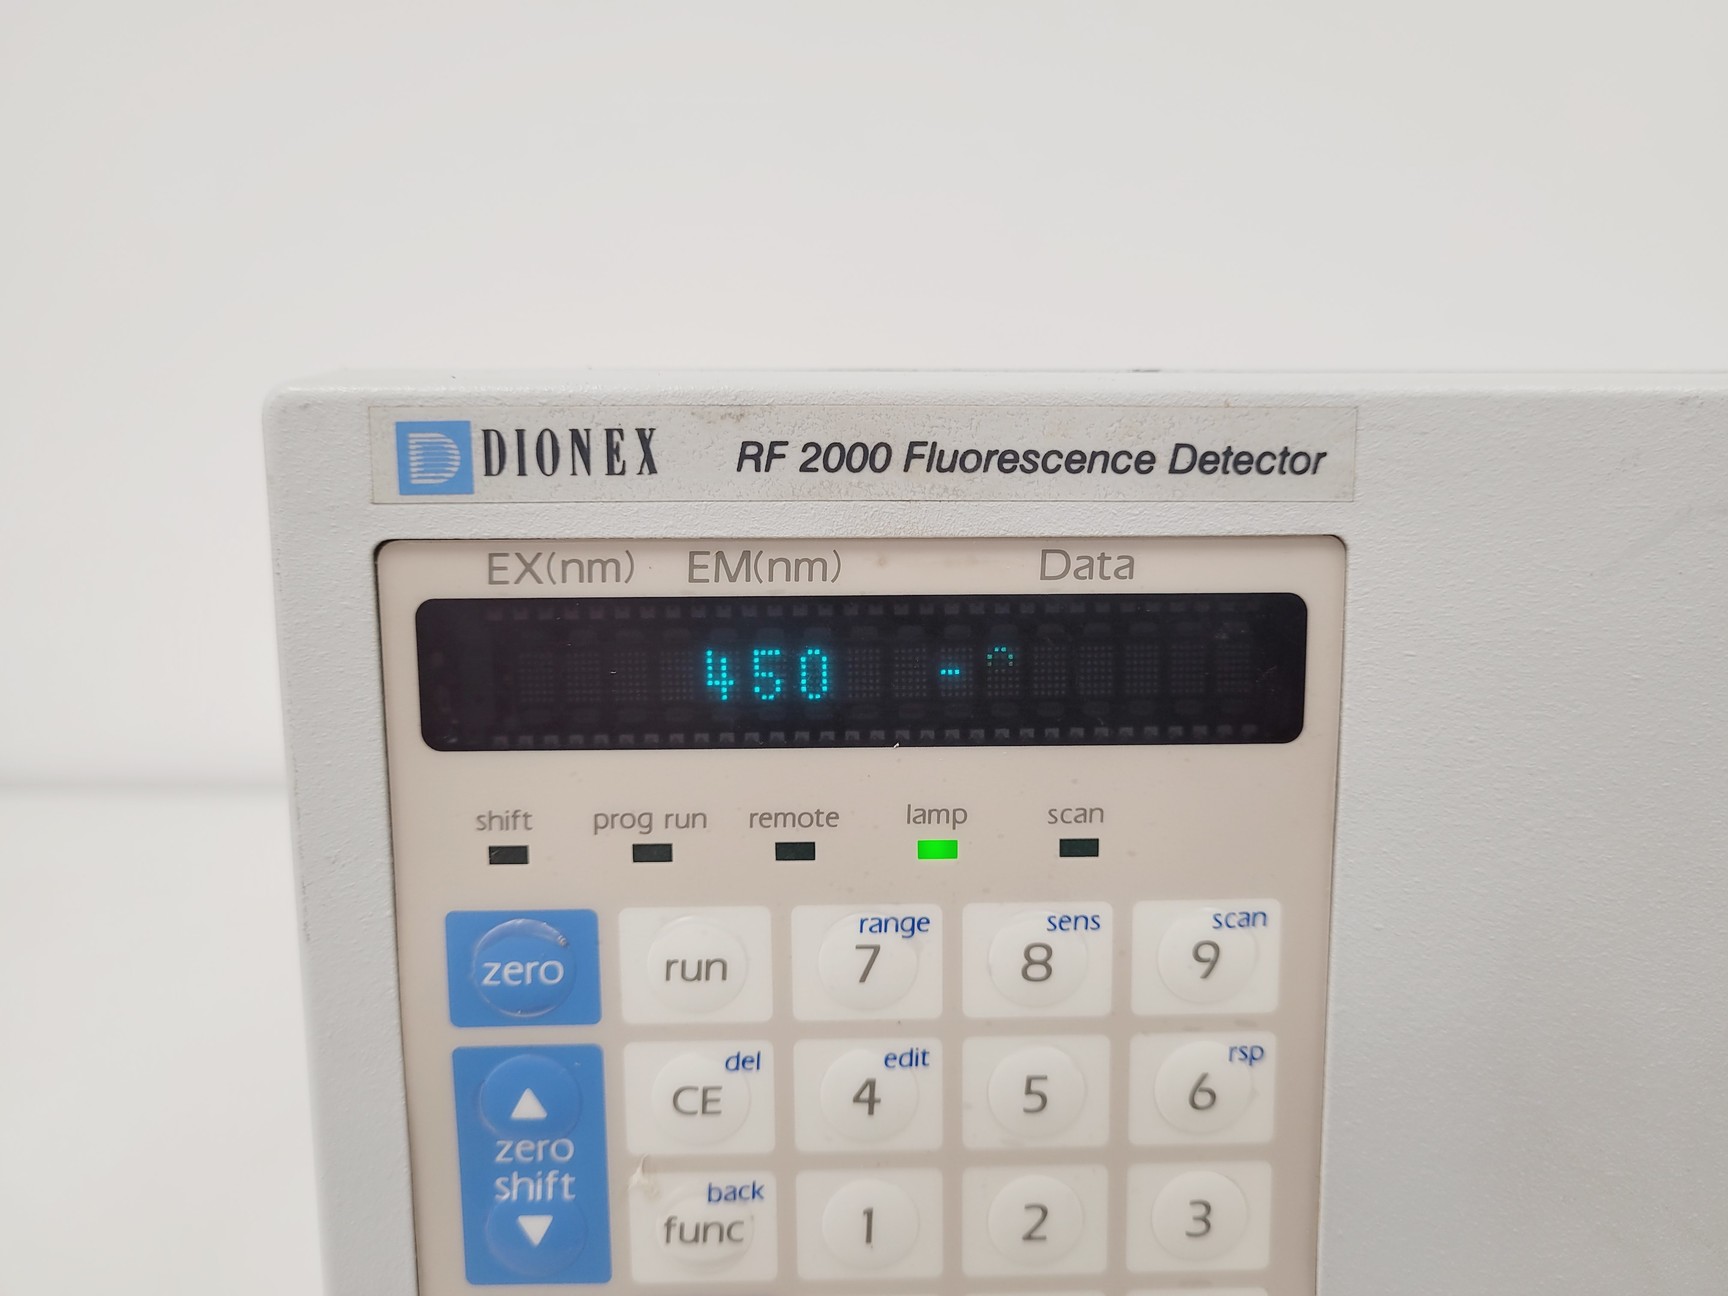 DIONEX RF 2000 Fluorescence Detector
EX(nm) EM(nm) Data
450 -
shift prog run remote lamp scan
zero run range 7 sens 8 scan 9
del CE edit 4 5 rsp 6
zero shift
back func 1 2 3